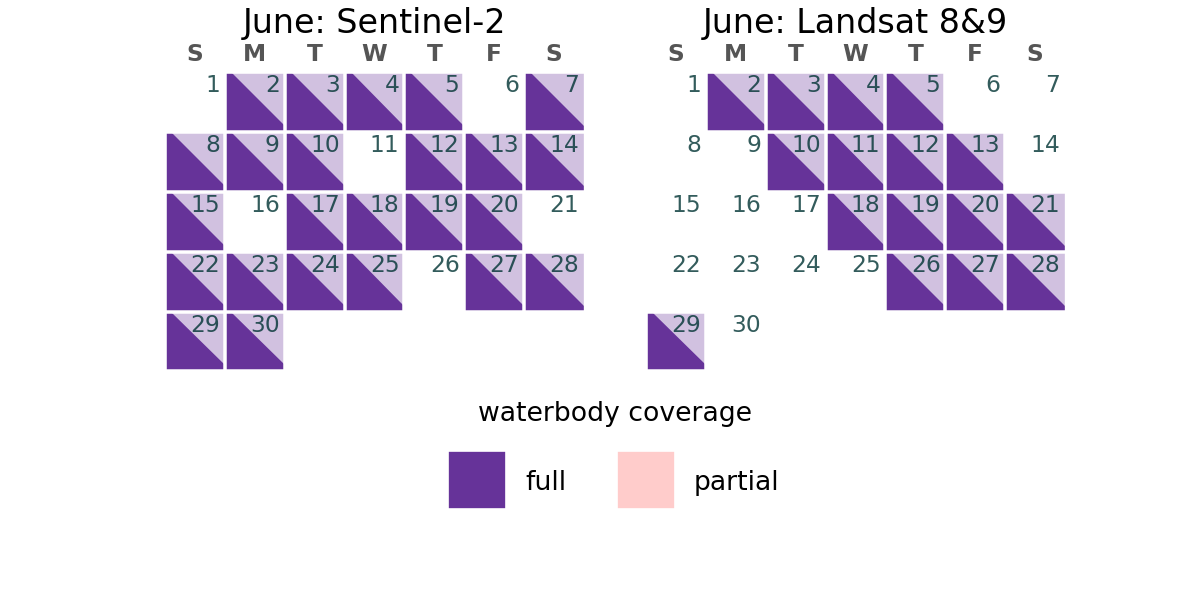 June: Sentinel-2
S M T W T F S
1 2 3 4 5 6 7
8 9 10 11 12 13 14
15 16 17 18 19 20 21
22 23 24 25 26 27 28
29 30
June: Landsat 8&9
S M T W T F S
1 2 3 4 5 6 7
8 9 10 11 12 13 14
15 16 17 18 19 20 21
22 23 24 25 26 27 28
29 30
waterbody coverage
full partial